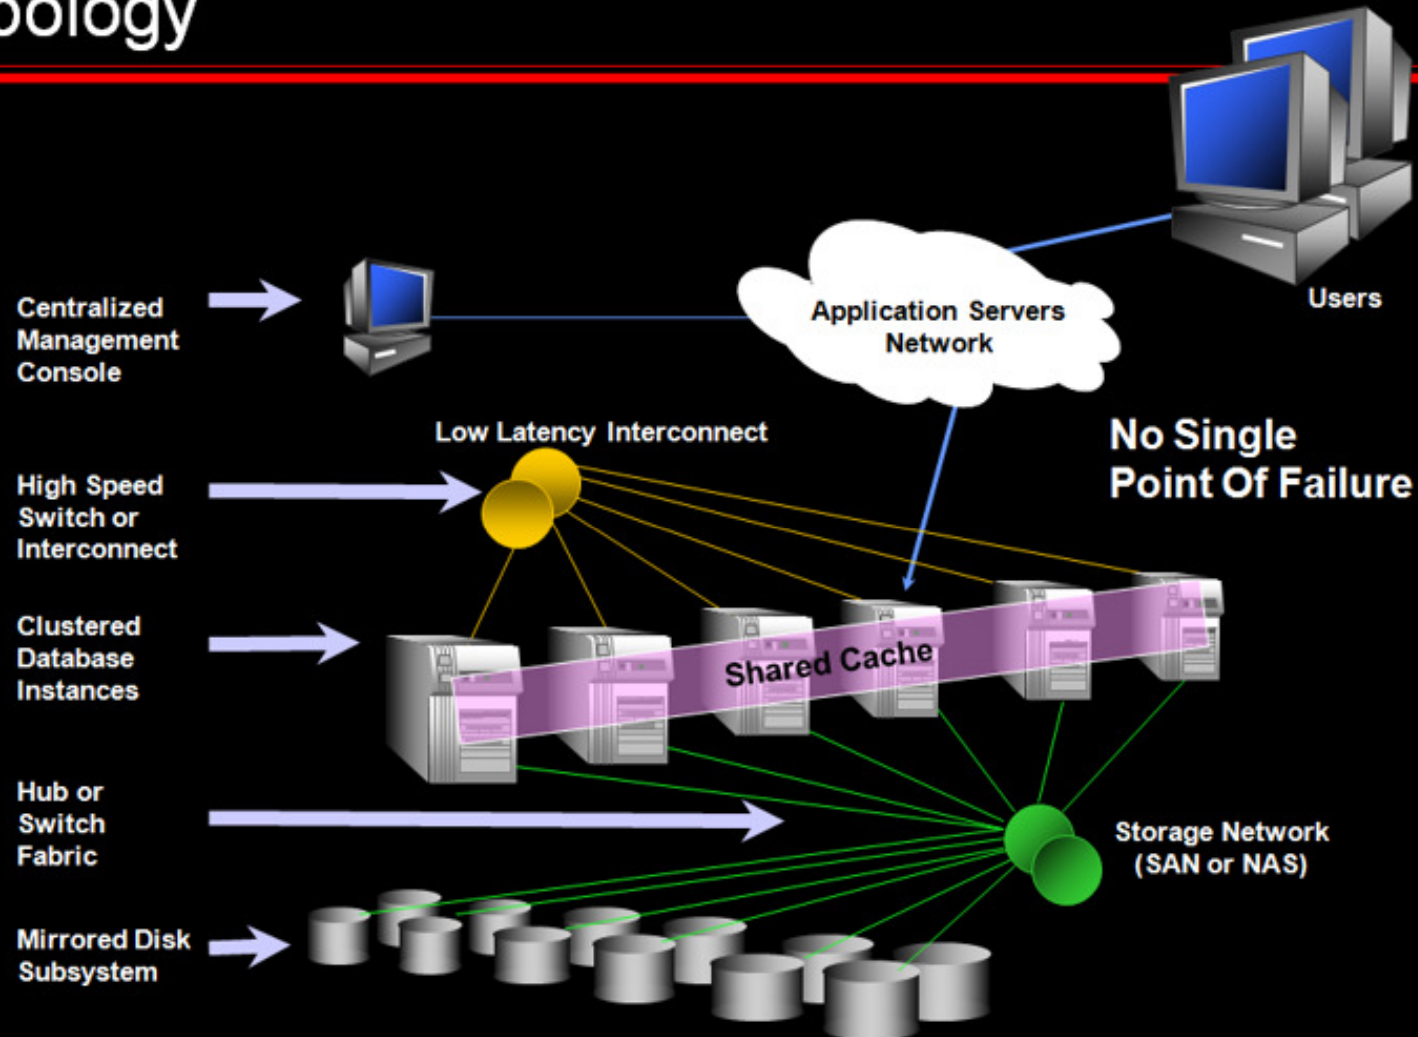 Users
Application Servers
Network
Centralized
Management
Console
Low Latency Interconnect
No Single
Point Of Failure
High Speed
Switch or
Interconnect
Clustered
Database
Instances
Shared Cache
Hub or
Switch
Fabric
Storage Network
(SAN or NAS)
Mirrored Disk
Subsystem